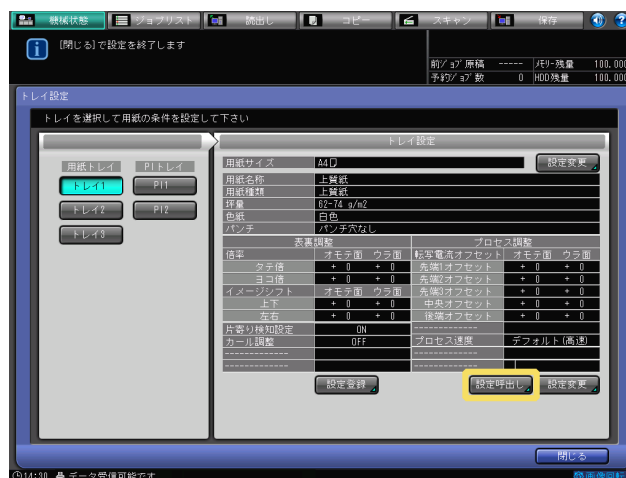 機械状態 ジョブリスト 読出し コピー スキャン 保存
[閉じる]で設定を終了します
前ジョブ原稿 ----- メモリー残量 100.000
予約ジョブ数 0 HDD残量 100.000
トレイ設定
トレイを選択して用紙の条件を設定して下さい
トレイ設定
用紙トレイ PIトレイ
トレイ1 PI1
トレイ2 PI2
トレイ3
用紙サイズ A4 設定変更
用紙名称 上質紙
用紙種類 上質紙
坪量 62-74 g/m2
色紙 白色
パンチ パンチ穴なし
表裏調整 プロセス調整
倍率 オモテ面 ウラ面 転写電流オフセット オモテ面 ウラ面
タテ倍 + 0 + 0 先端1オフセット + 0 + 0
ヨコ倍 + 0 + 0 先端2オフセット + 0 + 0
イメージシフト オモテ面 ウラ面 先端3オフセット + 0 + 0
上下 + 0 + 0 中央オフセット + 0 + 0
左右 + 0 + 0 後端オフセット + 0 + 0
片寄り検知設定 ON -------------
カール調整 OFF プロセス速度 デフォルト(高速)
------------- -------------
------------- -------------
設定登録 設定呼出し 設定変更
閉じる
14:30 データ受信可能です 画像回転